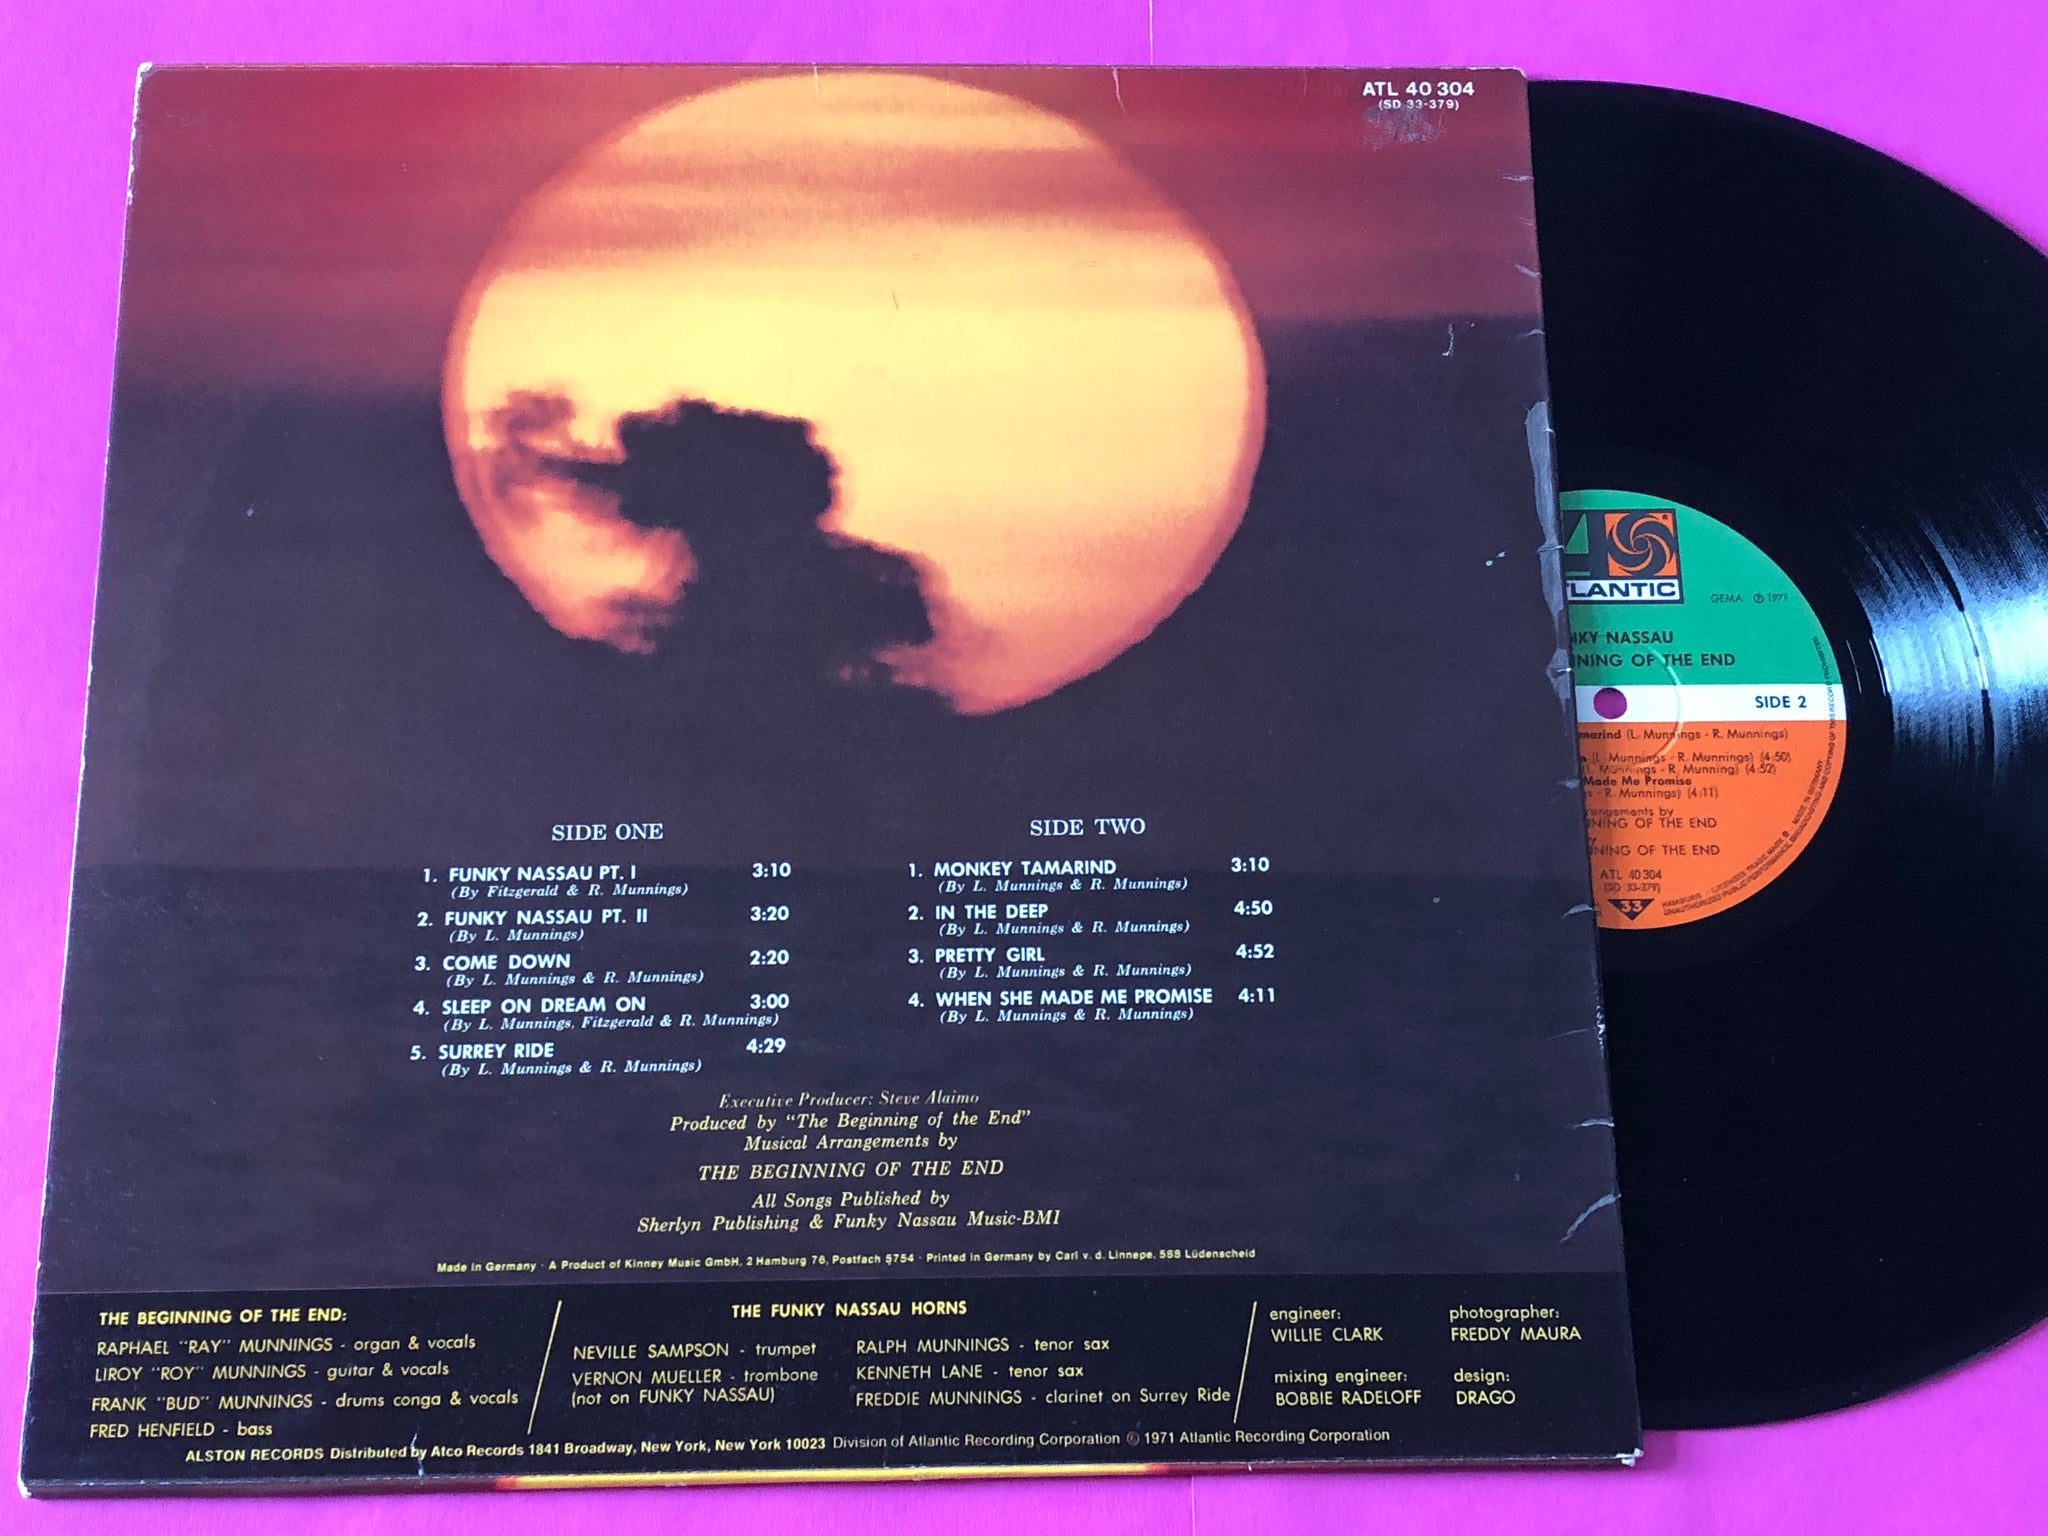 ATL 40 304
(SD 33-379)
SIDE ONE
1. FUNKY NASSAU PT. I 3:10
(By Fitzgerald & R. Munnings)
2. FUNKY NASSAU PT. II 3:20
(By L. Munnings)
3. COME DOWN 2:20
(By L. Munnings & R. Munnings)
4. SLEEP ON DREAM ON 3:00
(By L. Munnings, Fitzgerald & R. Munnings)
5. SURREY RIDE 4:29
(By L. Munnings & R. Munnings)
SIDE TWO
1. MONKEY TAMARIND 3:10
(By L. Munnings & R. Munnings)
2. IN THE DEEP 4:50
(By L. Munnings & R. Munnings)
3. PRETTY GIRL 4:52
(By L. Munnings & R. Munnings)
4. WHEN SHE MADE ME PROMISE 4:11
(By L. Munnings & R. Munnings)
Executive Producer: Steve Alaimo
Produced by "The Beginning of the End"
Musical Arrangements by
THE BEGINNING OF THE END
All Songs Published by
Sherlyn Publishing & Funky Nassau Music-BMI
Made in Germany · A Product of Kinney Music GmbH, 2 Hamburg 76, Postfach 5754 · Printed in Germany by Carl v. d. Linnepe, 588 Lüdenscheid
THE BEGINNING OF THE END:
RAPHAEL "RAY" MUNNINGS - organ & vocals
LIROY "ROY" MUNNINGS - guitar & vocals
FRANK "BUD" MUNNINGS - drums conga & vocals
FRED HENFIELD - bass
THE FUNKY NASSAU HORNS
NEVILLE SAMPSON - trumpet
VERNON MUELLER - trombone
(not on FUNKY NASSAU)
RALPH MUNNINGS - tenor sax
KENNETH LANE - tenor sax
FREDDIE MUNNINGS - clarinet on Surrey Ride
engineer:
WILLIE CLARK
mixing engineer:
BOBBIE RADELOFF
photographer:
FREDDY MAURA
design:
DRAGO
ALSTON RECORDS Distributed by Atco Records 1841 Broadway, New York, New York 10023 Division of Atlantic Recording Corporation © 1971 Atlantic Recording Corporation
TLANTIC
GEMA ℗ 1971
NKY NASSAU
NING OF THE END
SIDE 2
marind (L. Munnings - R. Munnings)
(L. Munnings - R. Munnings) (4:50)
(L. Munnings - R. Munning) (4:52)
Made Me Promise
s - R. Munnings) (4:11)
rangements by
NING OF THE END
NING OF THE END
ATL 40 304
(SD 33-379)
33